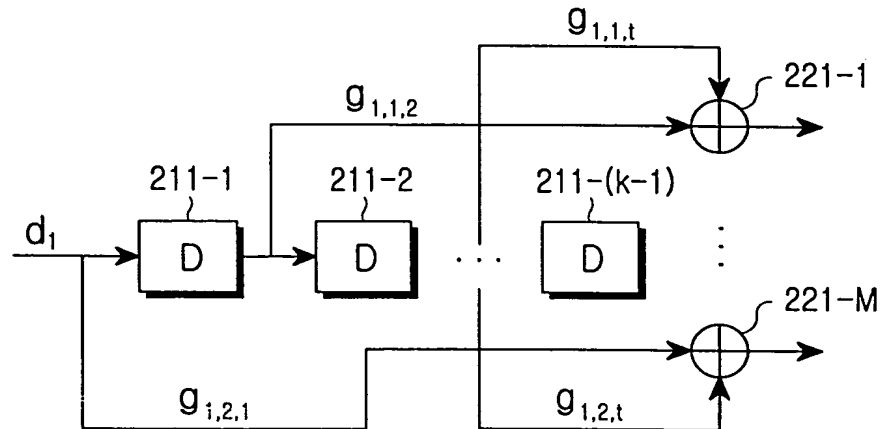 g1,1,t
221-1
g1,1,2
211-1
211-2
211-(k-1)
d1
D
D
. . .
D
⋮
221-M
gi,2,1
g1,2,t